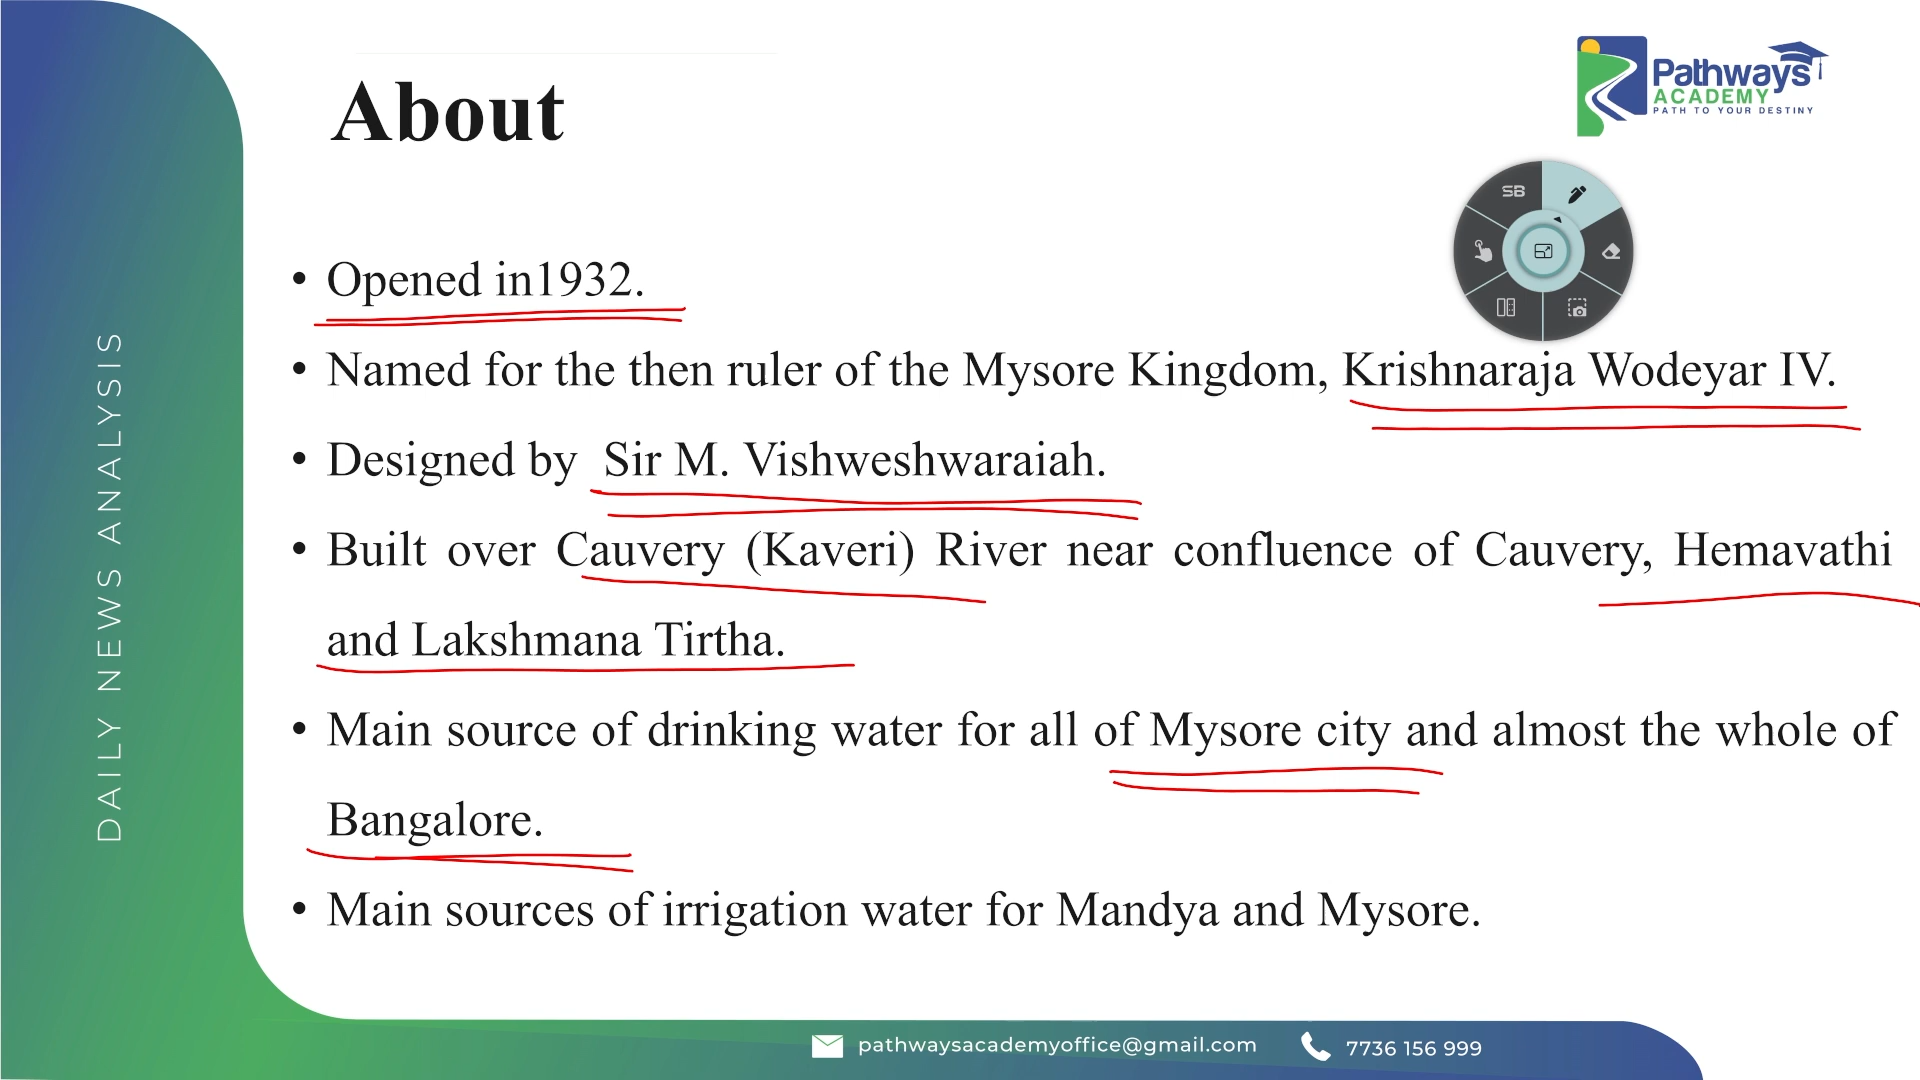 About
Pathways
ACADEMY
PATH TO YOUR DESTINY
SB
• Opened in1932.
• Named for the then ruler of the Mysore Kingdom, Krishnaraja Wodeyar IV.
• Designed by Sir M. Vishweshwaraiah.
• Built over Cauvery (Kaveri) River near confluence of Cauvery, Hemavathi
and Lakshmana Tirtha.
• Main source of drinking water for all of Mysore city and almost the whole of
Bangalore.
• Main sources of irrigation water for Mandya and Mysore.
DAILY NEWS ANALYSIS
pathwaysacademyoffice@gmail.com
7736 156 999